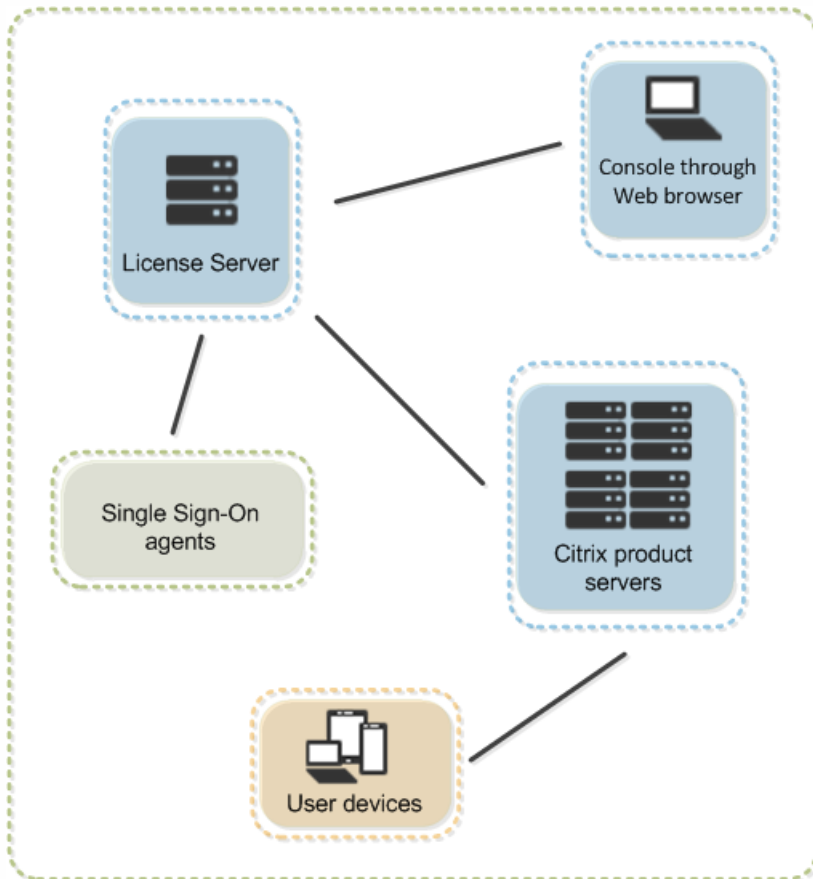 Console through
Web browser
License Server
Single Sign-On
agents
Citrix product
servers
User devices